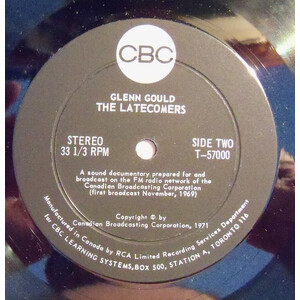 CBC
GLENN GOULD
THE LATECOMERS
STEREO
33 1/3 RPM
SIDE TWO
T-57000
A sound documentary prepared for and
broadcast on the FM radio network of the
Canadian Broadcasting Corporation
(first broadcast November, 1969)
Copyright © by
Canadian Broadcasting Corporation, 1971
Manufactured in Canada by RCA Limited Recording Services Department
for CBC LEARNING SYSTEMS, BOX 500, STATION A, TORONTO 116